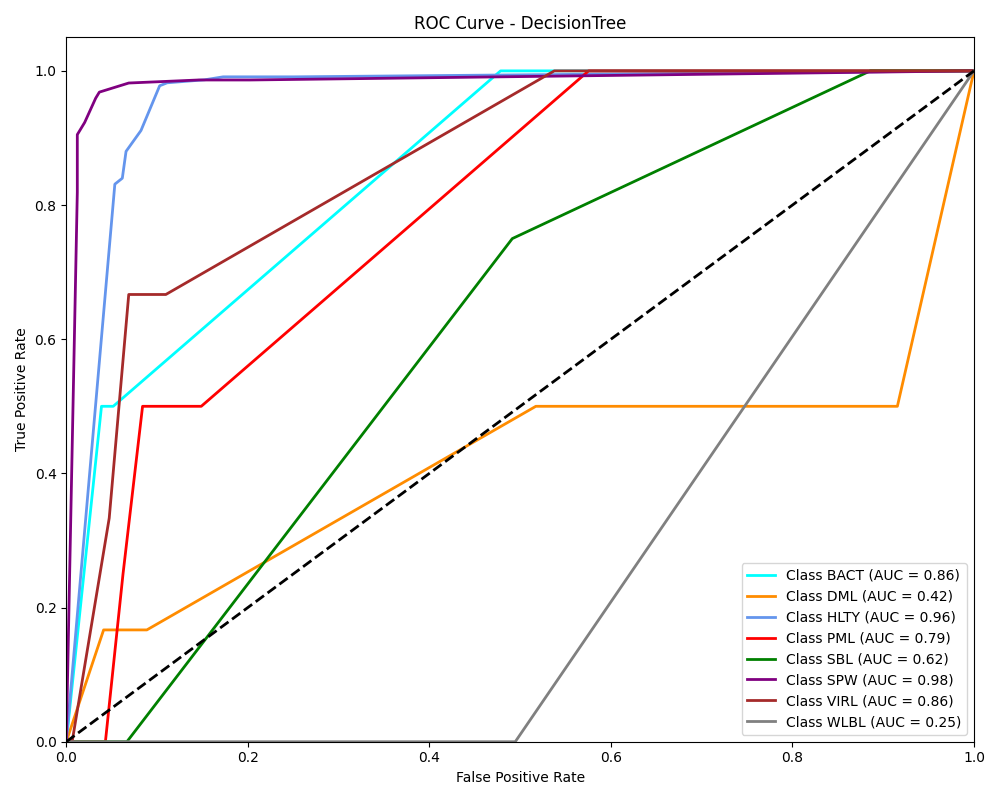 ROC Curve - DecisionTree
1.0
0.8
0.6
0.4
0.2
0.0
True Positive Rate
0.0 0.2 0.4 0.6 0.8 1.0
False Positive Rate
Class BACT (AUC = 0.86)
Class DML (AUC = 0.42)
Class HLTY (AUC = 0.96)
Class PML (AUC = 0.79)
Class SBL (AUC = 0.62)
Class SPW (AUC = 0.98)
Class VIRL (AUC = 0.86)
Class WLBL (AUC = 0.25)